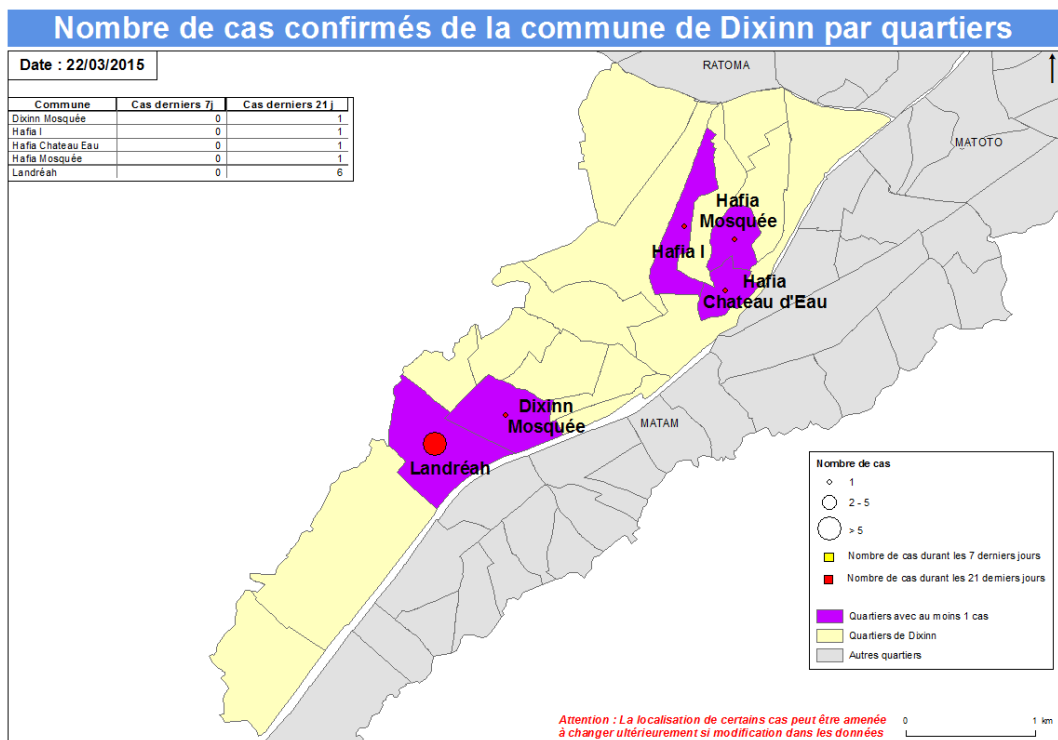 Nombre de cas confirmés de la commune de Dixinn par quartiers
Date : 22/03/2015
Commune Cas derniers 7j Cas derniers 21 j
Dixinn Mosquée 0 1
Hafia I 0 1
Hafia Chateau Eau 0 1
Hafia Mosquée 0 1
Landréah 0 6
RATOMA
MATOTO
Hafia
Mosquée
Hafia I
Hafia
Chateau d'Eau
Dixinn
Mosquée
MATAM
Landréah
Nombre de cas
1
2 - 5
> 5
Nombre de cas durant les 7 derniers jours
Nombre de cas durant les 21 derniers jours
Quartiers avec au moins 1 cas
Quartiers de Dixinn
Autres quartiers
Attention : La localisation de certains cas peut être amenée
à changer ultérieurement si modification dans les données
0 1 km